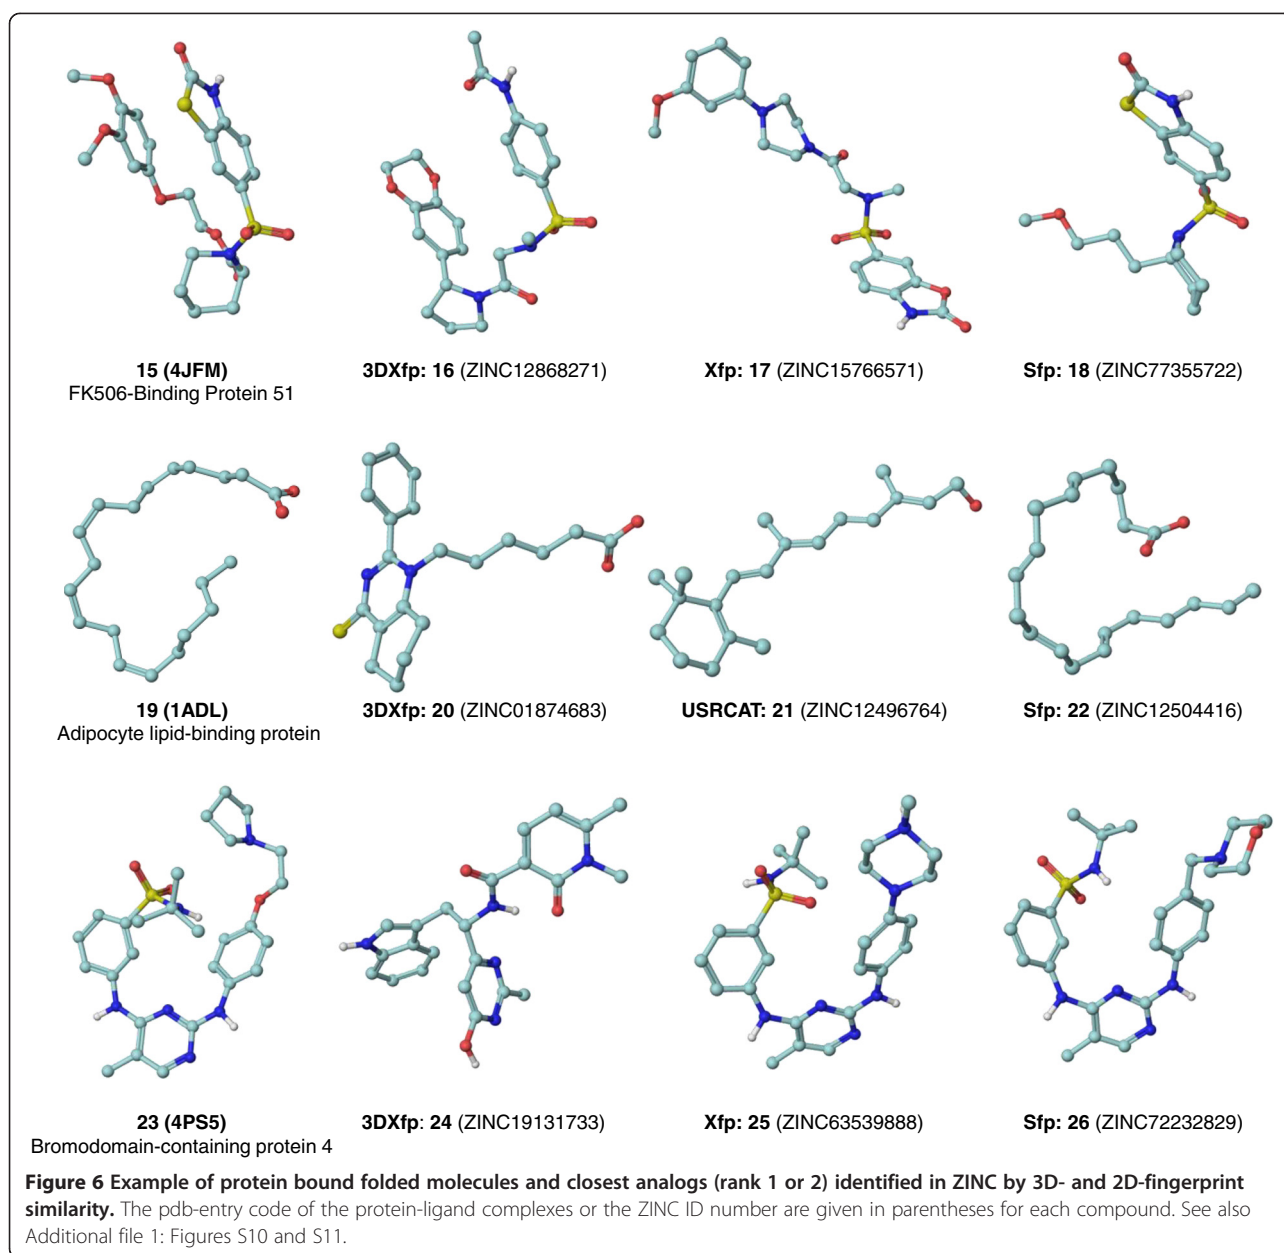 15 (4JFM)
FK506-Binding Protein 51
3DXfp: 16 (ZINC12868271)
Xfp: 17 (ZINC15766571)
Sfp: 18 (ZINC77355722)
19 (1ADL)
Adipocyte lipid-binding protein
3DXfp: 20 (ZINC01874683)
USRCAT: 21 (ZINC12496764)
Sfp: 22 (ZINC12504416)
23 (4PS5)
Bromodomain-containing protein 4
3DXfp: 24 (ZINC19131733)
Xfp: 25 (ZINC63539888)
Sfp: 26 (ZINC72232829)
Figure 6 Example of protein bound folded molecules and closest analogs (rank 1 or 2) identified in ZINC by 3D- and 2D-fingerprint
similarity. The pdb-entry code of the protein-ligand complexes or the ZINC ID number are given in parentheses for each compound. See also
Additional file 1: Figures S10 and S11.